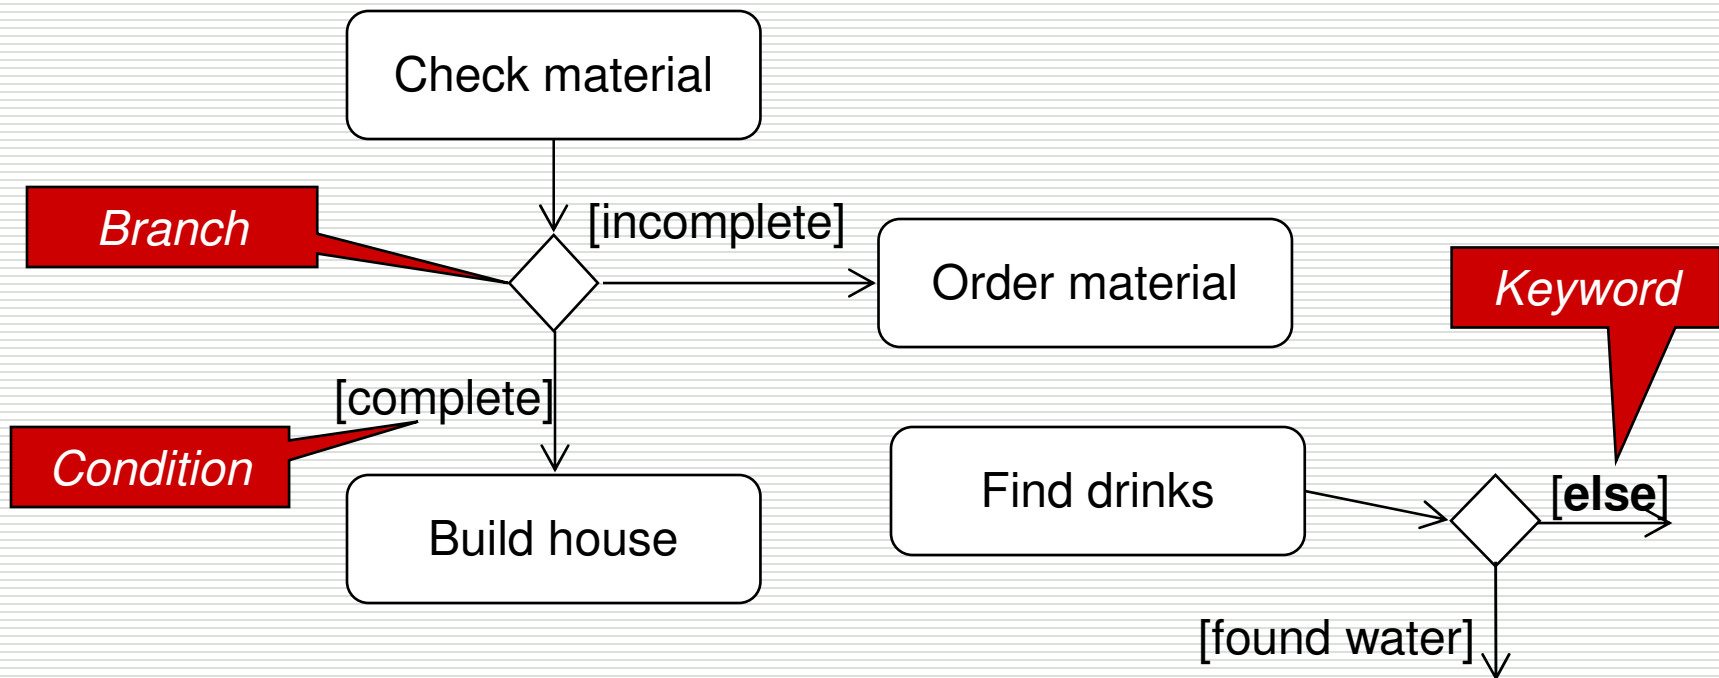 Check material
Branch
[incomplete]
Order material
Keyword
[complete]
Condition
Find drinks
[else]
Build house
[found water]